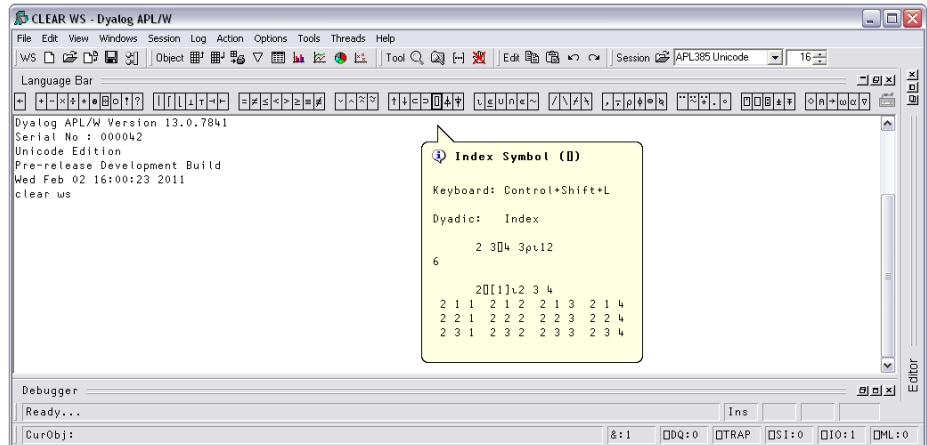 CLEAR WS - Dyalog APL/W
File Edit View Windows Session Log Action Options Tools Threads Help
WS Object Tool Edit Session APL385 Unicode 16
Language Bar
Dyalog APL/W Version 13.0.7841
Serial No : 000042
Unicode Edition
Pre-release Development Build
Wed Feb 02 16:00:23 2011
clear ws
Index Symbol (⌷)
Keyboard: Control+Shift+L
Dyadic: Index
2 3⌷4 3⍴⍳12
6
2⌷[1]⍳2 3 4
2 1 1 2 1 2 2 1 3 2 1 4
2 2 1 2 2 2 2 2 3 2 2 4
2 3 1 2 3 2 2 3 3 2 3 4
Editor
Debugger
Ready...
Ins
CurObj:
&:1 ⎕DQ:0 ⎕TRAP ⎕SI:0 ⎕IO:1 ⎕ML:0